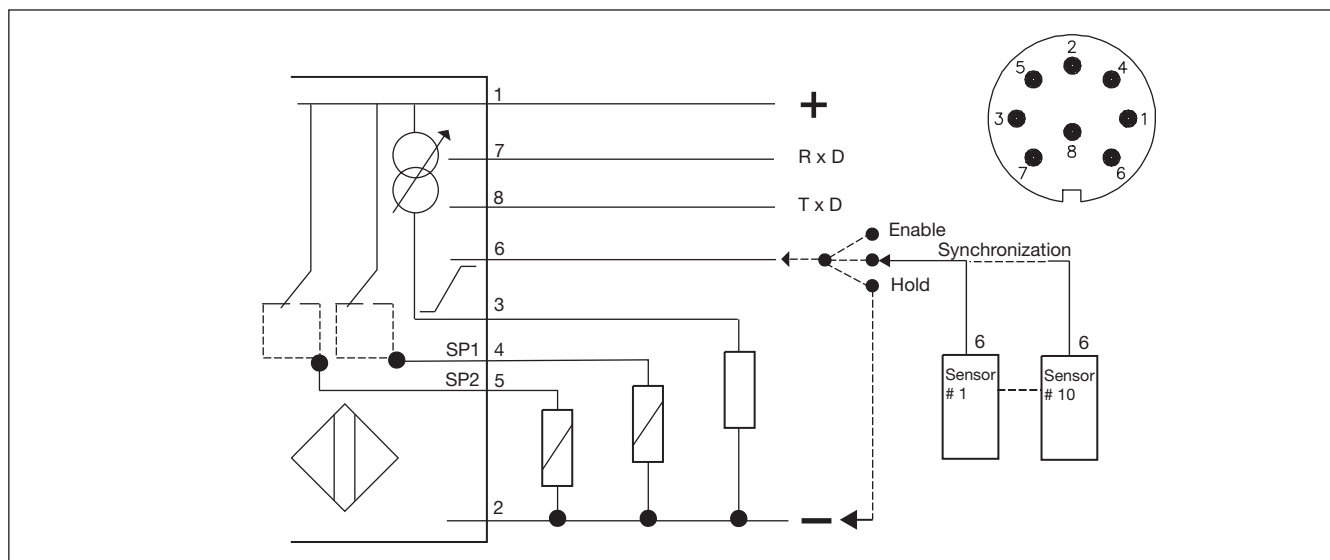 1
+
7
R x D
8
T x D
6
Enable
Synchronization
Hold
3
SP1 4
SP2 5
2
−
2
5
4
3
1
8
7
6
6
6
Sensor
# 1
Sensor
# 10